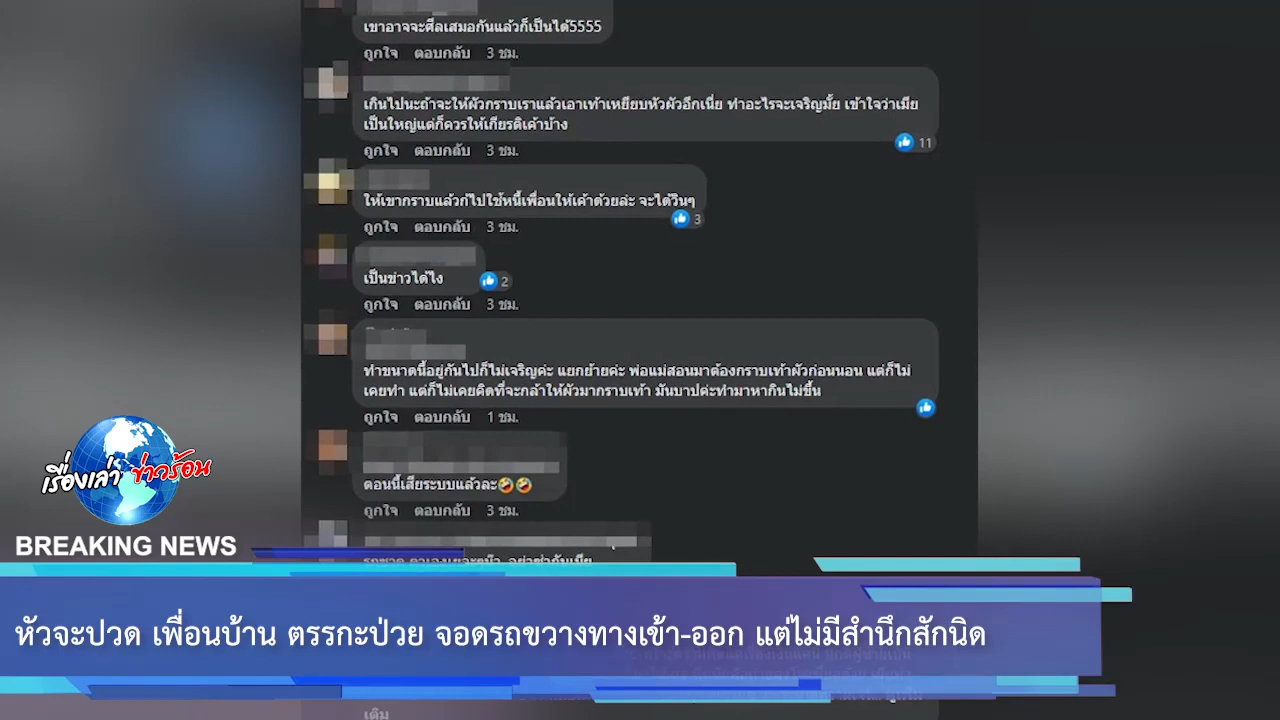 เขาอาจจะศีลเสมอกันแล้วก็เป็นได้5555
ถูกใจ ตอบกลับ 3 ชม.
เกินไปนะถ้าจะให้ผัวกราบเราแล้วเอาเท้าเหยียบหัวผัวอีกเนี่ย ทำอะไรจะเจริญมั้ย เข้าใจว่าเมีย
เป็นใหญ่แต่ก็ควรให้เกียรติเค้าบ้าง
11
ถูกใจ ตอบกลับ 3 ชม.
ให้เขากราบแล้วก็ไปใช้หนี้เพื่อนให้เค้าด้วยล่ะ จะได้วินๆ
3
ถูกใจ ตอบกลับ 3 ชม.
เป็นข่าวได้ไง
2
ถูกใจ ตอบกลับ 3 ชม.
ทำขนาดนี้อยู่กันไปก็ไม่เจริญค่ะ แยกย้ายค่ะ พ่อแม่สอนมาต้องกราบเท้าผัวก่อนนอน แต่ก็ไม่
เคยทำ แต่ก็ไม่เคยคิดที่จะกล้าให้ผัวมากราบเท้า มันบาปค่ะทำมาหากินไม่ขึ้น
ถูกใจ ตอบกลับ 1 ชม.
ตอนนี้เสียระบบแล้วละ🤣🤣
ถูกใจ ตอบกลับ 3 ชม.
เรื่องเล่า ข่าวร้อน
BREAKING NEWS
หัวจะปวด เพื่อนบ้าน ตรรกะป่วย จอดรถขวางทางเข้า-ออก แต่ไม่มีสำนึกสักนิด
เดิม